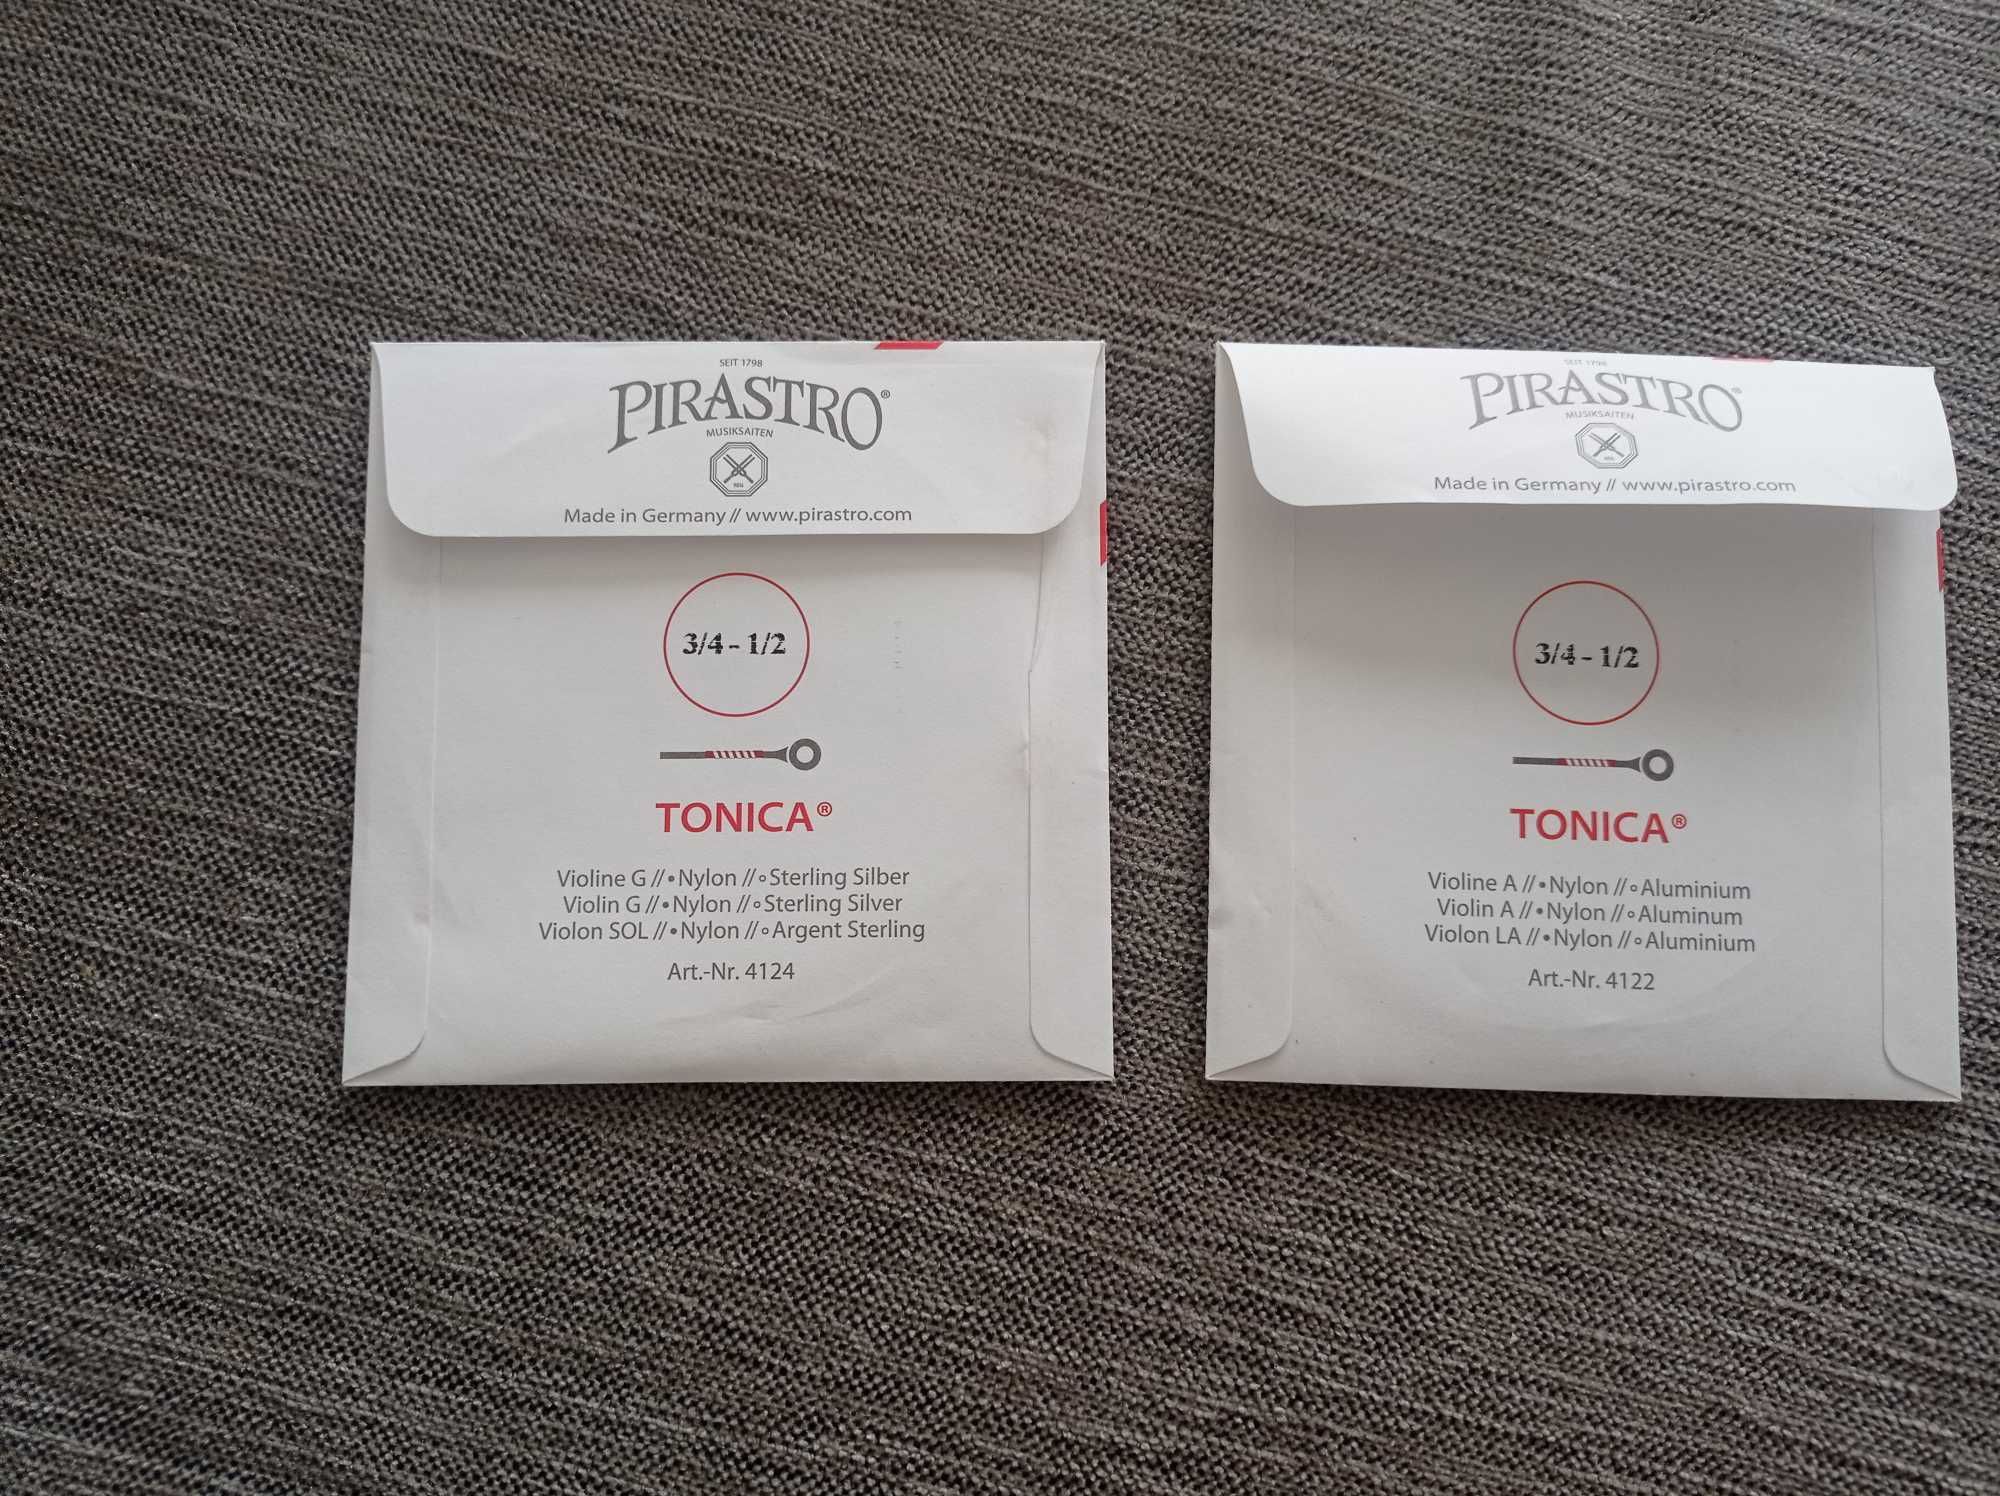 SEIT 1798
PIRASTRO®
MUSIKSAITEN
Made in Germany // www.pirastro.com
3/4 - 1/2
TONICA®
Violine G //•Nylon //∘Sterling Silber
Violin G //•Nylon //∘Sterling Silver
Violon SOL //•Nylon //∘Argent Sterling
Art.-Nr. 4124
SEIT 1798
PIRASTRO®
MUSIKSAITEN
Made in Germany // www.pirastro.com
3/4 - 1/2
TONICA®
Violine A //•Nylon //∘Aluminium
Violin A //•Nylon //∘Aluminum
Violon LA //•Nylon //∘Aluminium
Art.-Nr. 4122